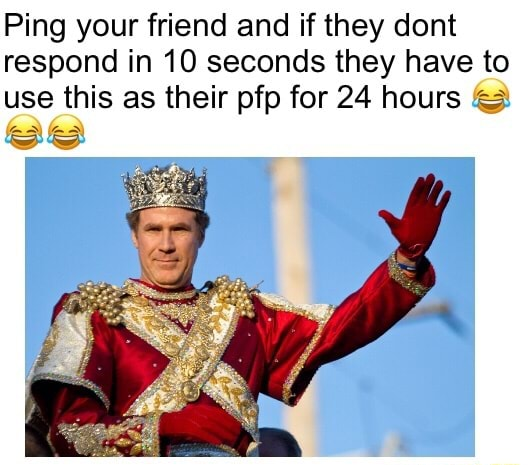 Ping your friend and if they dont
respond in 10 seconds they have to
use this as their pfp for 24 hours 😂
😂😂